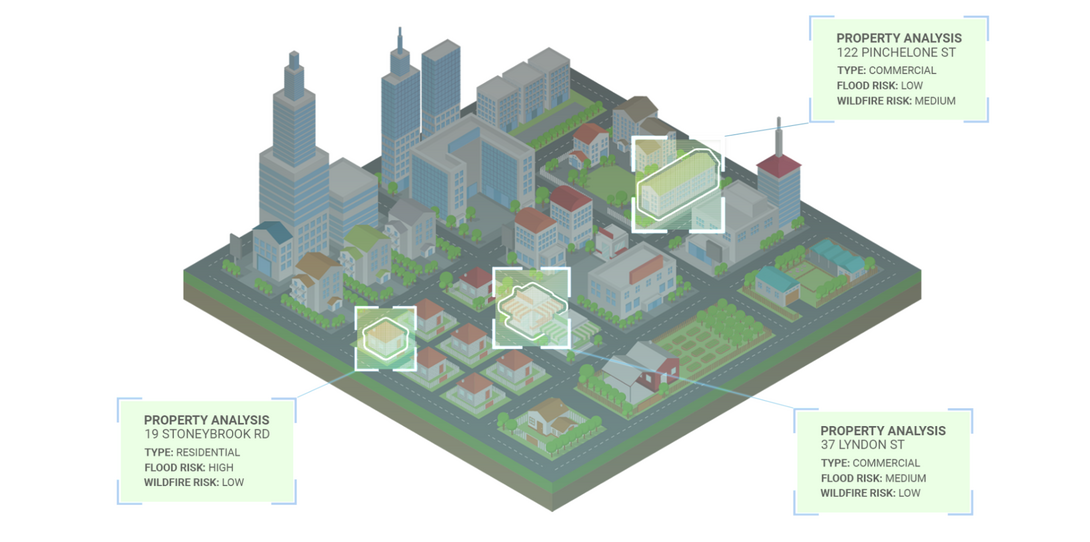 PROPERTY ANALYSIS
122 PINCHELONE ST
TYPE: COMMERCIAL
FLOOD RISK: LOW
WILDFIRE RISK: MEDIUM
PROPERTY ANALYSIS
19 STONEYBROOK RD
TYPE: RESIDENTIAL
FLOOD RISK: HIGH
WILDFIRE RISK: LOW
PROPERTY ANALYSIS
37 LYNDON ST
TYPE: COMMERCIAL
FLOOD RISK: MEDIUM
WILDFIRE RISK: LOW